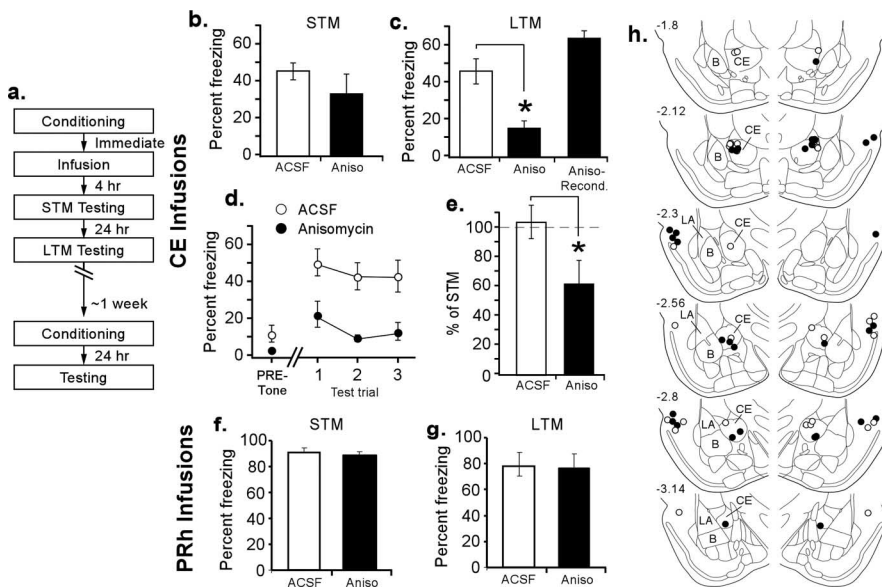 a.
Conditioning
Immediate
Infusion
4 hr
STM Testing
24 hr
LTM Testing
~1 week
Conditioning
24 hr
Testing
CE Infusions
b.
STM
Percent freezing
60
40
20
0
ACSF
Aniso
c.
LTM
Percent freezing
60
40
20
0
*
ACSF
Aniso
Aniso-
Recond.
d.
ACSF
Anisomycin
Percent freezing
60
40
20
0
PRE-
Tone
1
2
3
Test trial
e.
% of STM
100
80
60
40
20
0
*
ACSF
Aniso
PRh Infusions
f.
STM
Percent freezing
100
80
60
40
20
0
ACSF
Aniso
g.
LTM
Percent freezing
100
80
60
40
20
0
ACSF
Aniso
h.
-1.8
B
CE
-2.12
B
CE
-2.3
LA
CE
B
-2.56
LA
CE
B
-2.8
LA
CE
B
-3.14
LA
CE
B